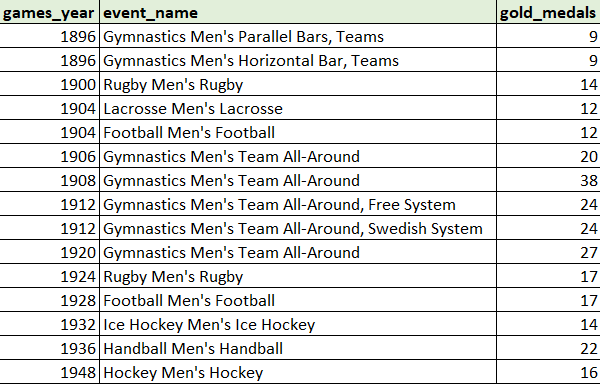 games_year event_name gold_medals
1896 Gymnastics Men's Parallel Bars, Teams 9
1896 Gymnastics Men's Horizontal Bar, Teams 9
1900 Rugby Men's Rugby 14
1904 Lacrosse Men's Lacrosse 12
1904 Football Men's Football 12
1906 Gymnastics Men's Team All-Around 20
1908 Gymnastics Men's Team All-Around 38
1912 Gymnastics Men's Team All-Around, Free System 24
1912 Gymnastics Men's Team All-Around, Swedish System 24
1920 Gymnastics Men's Team All-Around 27
1924 Rugby Men's Rugby 17
1928 Football Men's Football 17
1932 Ice Hockey Men's Ice Hockey 14
1936 Handball Men's Handball 22
1948 Hockey Men's Hockey 16